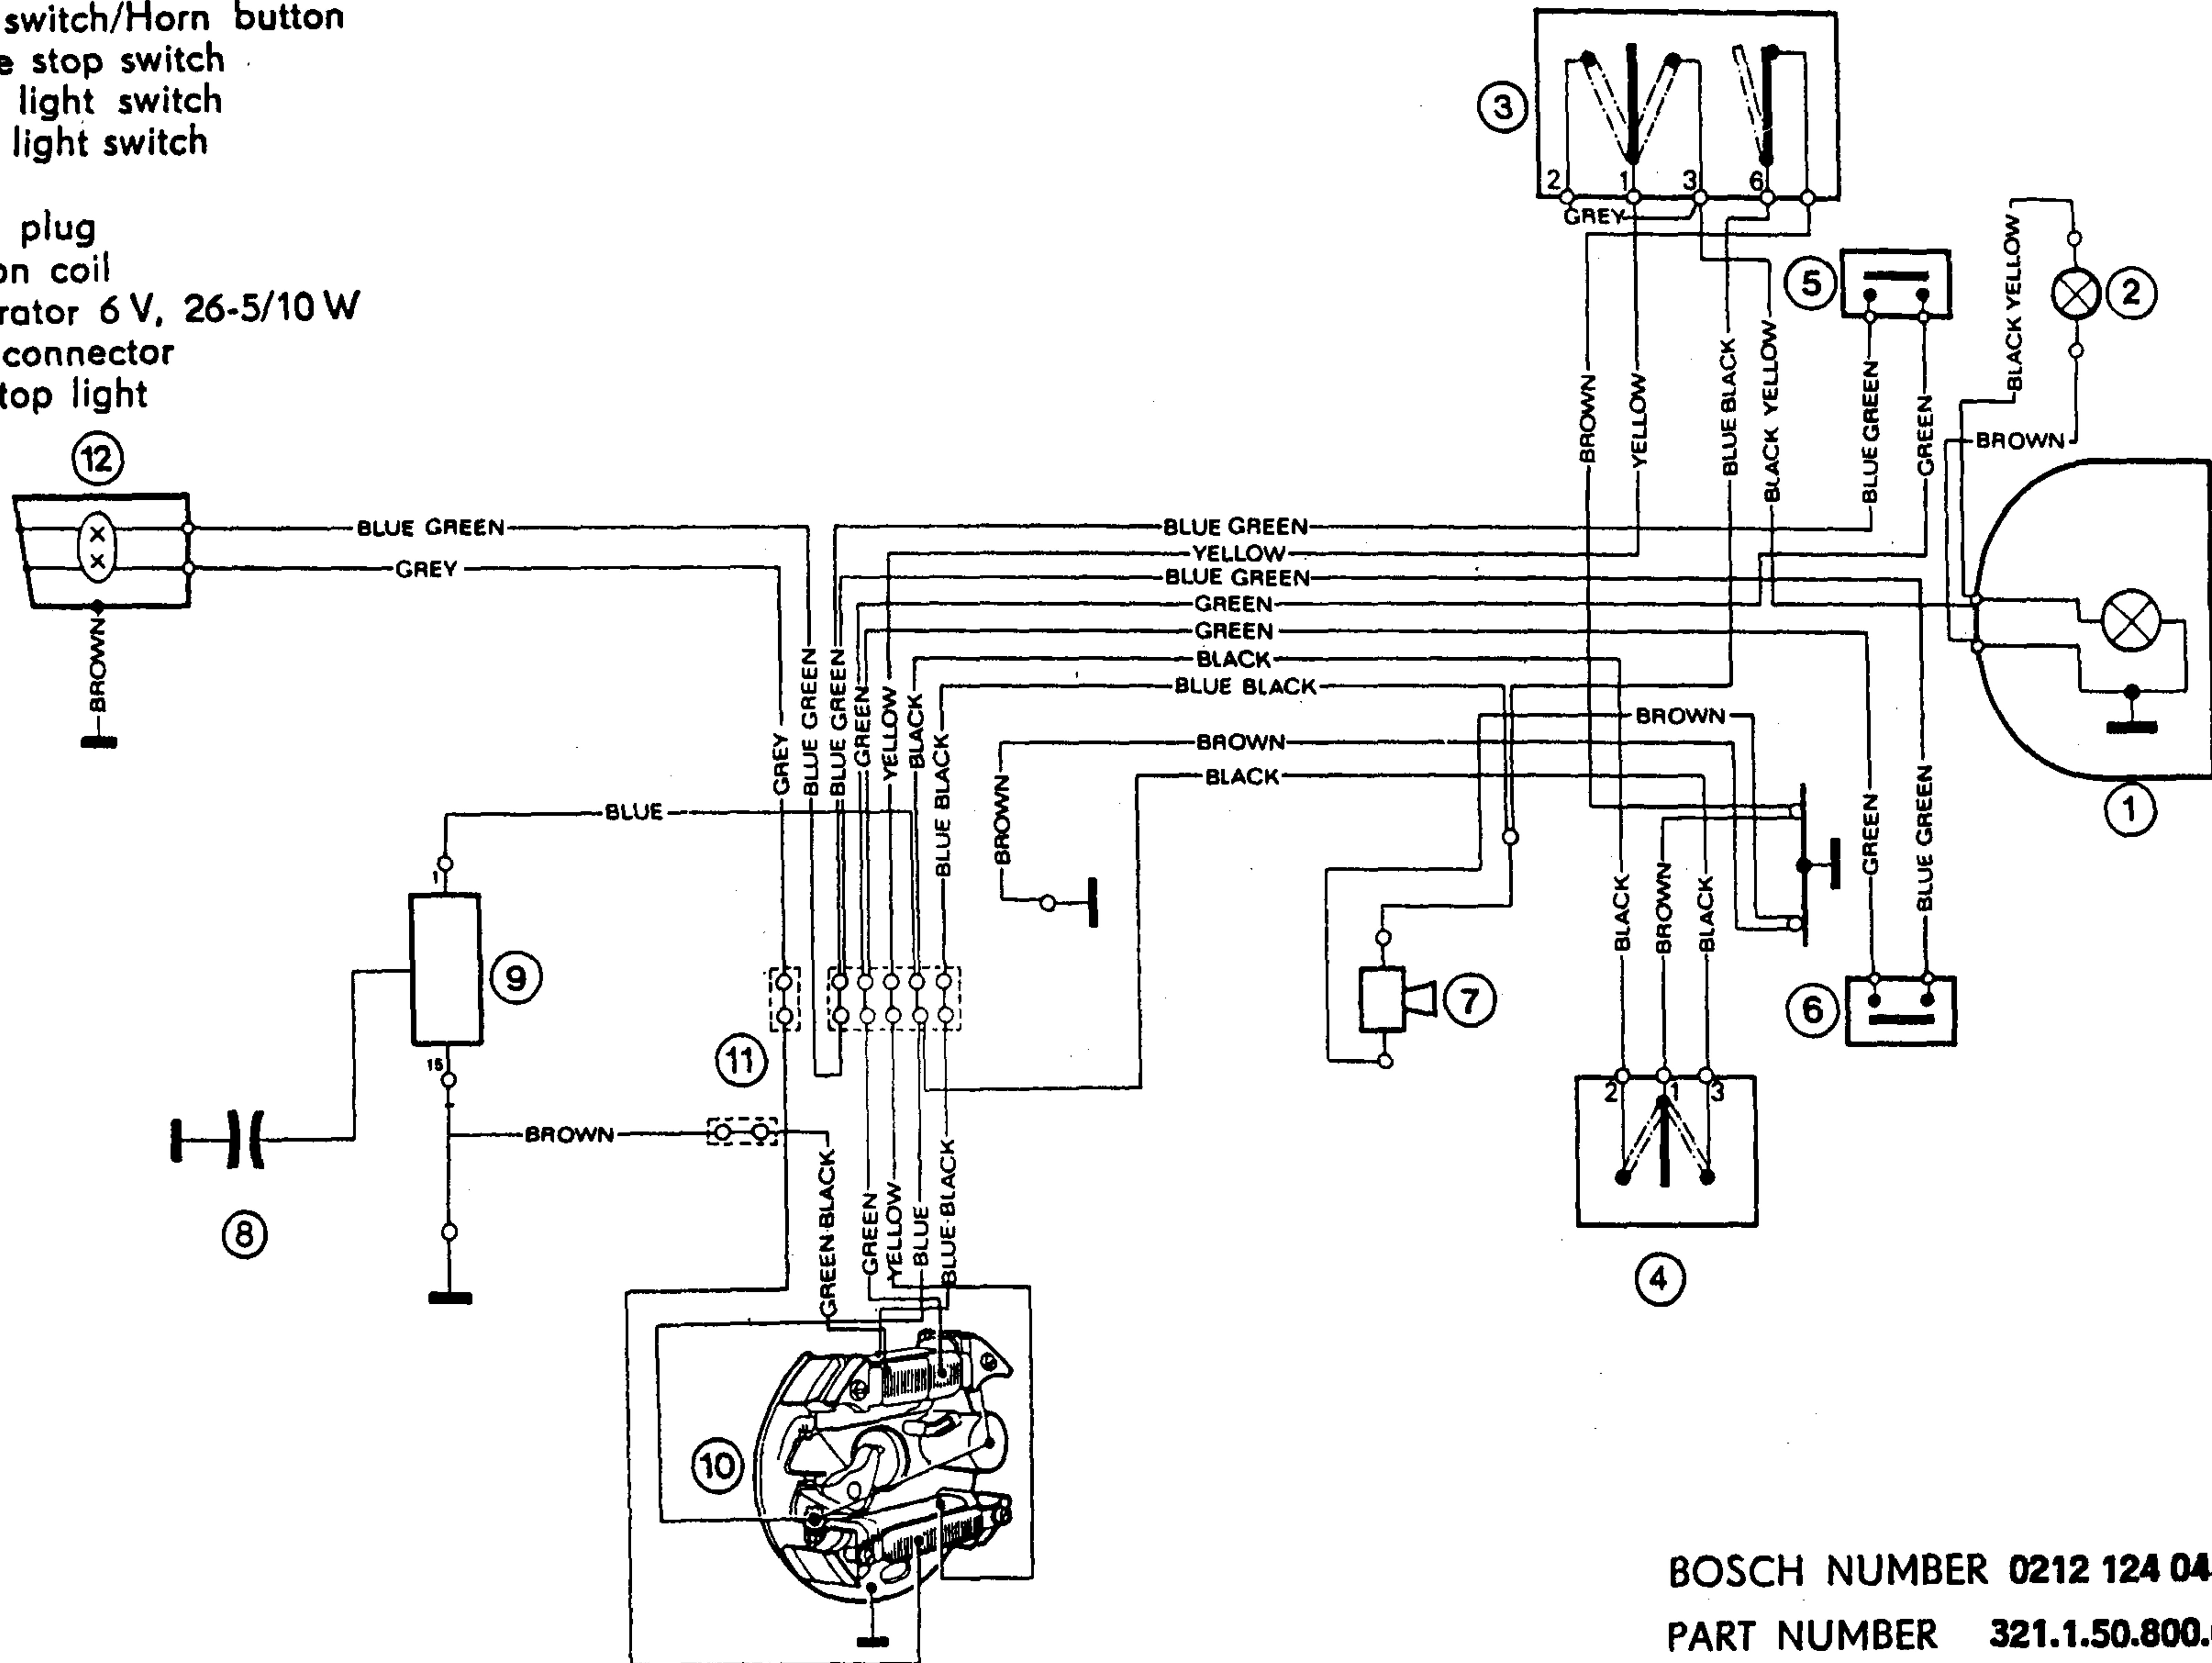 switch/Horn button
e stop switch
light switch
light switch
plug
on coil
rator 6 V, 26-5/10 W
connector
top light
12
BLUE GREEN
GREY
BROWN
3
2 1 3 6
GREY
5
2
BLACK YELLOW
BROWN
BROWN
YELLOW
BLUE BLACK
BLACK YELLOW
BLUE GREEN
GREEN
BLUE GREEN
YELLOW
BLUE GREEN
GREEN
GREEN
BLACK
BLUE BLACK
BROWN
BROWN
BLACK
1
GREY
BLUE GREEN
BLUE GREEN
GREEN
YELLOW
BLACK
BLUE BLACK
BROWN
BLUE
1
9
15
8
BROWN
11
7
BLACK
BROWN
BLACK
GREEN
BLUE GREEN
6
2 1 3
4
GREEN BLACK
GREEN
YELLOW
BLUE
BLUE BLACK
10
BOSCH NUMBER 0212 124 04
PART NUMBER 321.1.50.800.